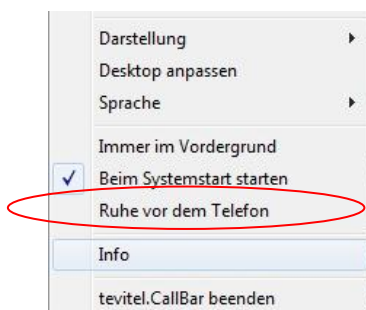 Darstellung
Desktop anpassen
Sprache
Immer im Vordergrund
Beim Systemstart starten
Ruhe vor dem Telefon
Info
tevitel.CallBar beenden